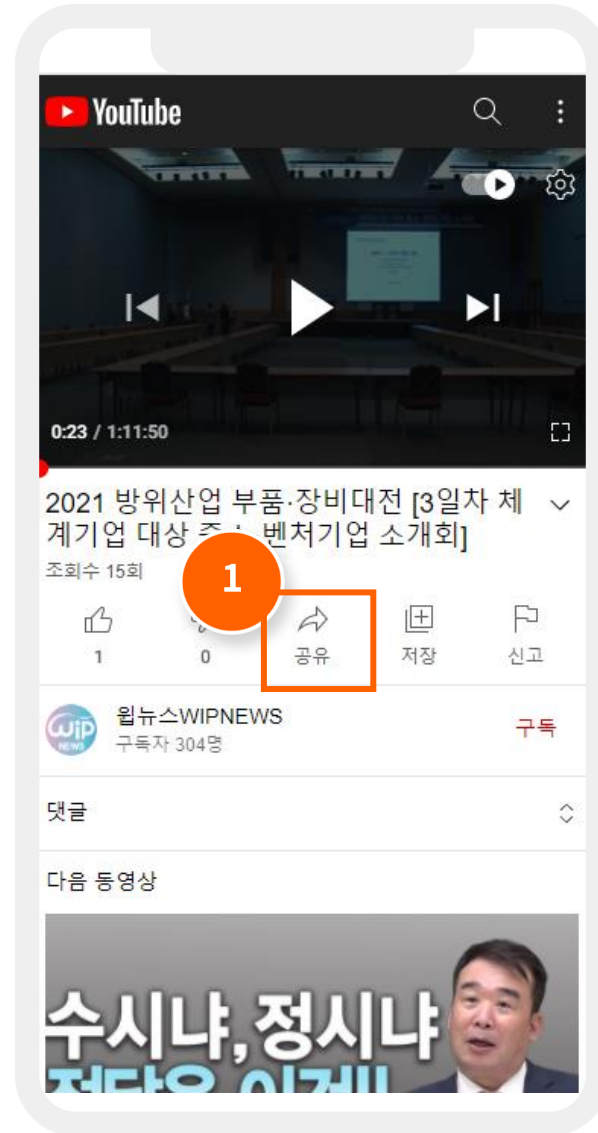 YouTube
0:23 / 1:11:50
2021 방위산업 부품·장비대전 [3일차 체
계기업 대상 벤처기업 소개회]
조회수 15회
1
1
0
공유
저장
신고
WiP
NEWS
윕뉴스WIPNEWS
구독자 304명
구독
댓글
다음 동영상
수시냐, 정시냐